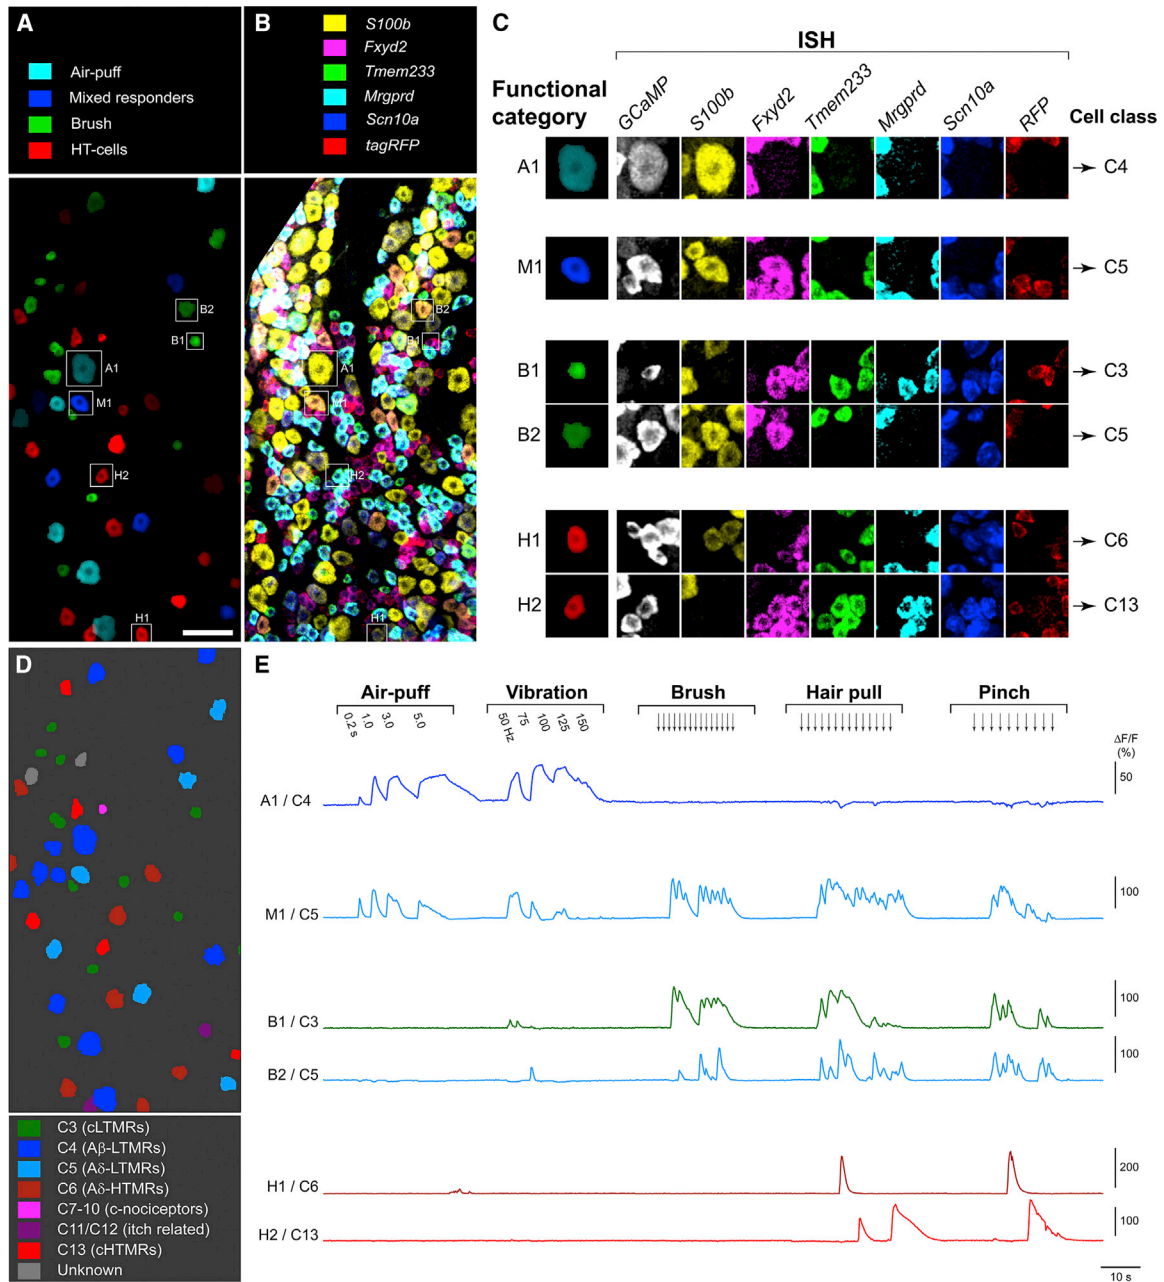 A
Air-puff
Mixed responders
Brush
HT-cells
B2
B1
A1
M1
H2
H1
B
S100b
Fxyd2
Tmem233
Mrgprd
Scn10a
tagRFP
B2
B1
A1
M1
H2
H1
C
ISH
Functional category
GCaMP
S100b
Fxyd2
Tmem233
Mrgprd
Scn10a
RFP
Cell class
A1
C4
M1
C5
B1
C3
B2
C5
H1
C6
H2
C13
D
C3 (cLTMRs)
C4 (Aβ-LTMRs)
C5 (Aδ-LTMRs)
C6 (Aδ-HTMRs)
C7-10 (c-nociceptors)
C11/C12 (itch related)
C13 (cHTMRs)
Unknown
E
Air-puff
Vibration
Brush
Hair pull
Pinch
0.2 s
1.0
3.0
5.0
50 Hz
75
100
125
150
ΔF/F
(%)
50
A1 / C4
100
M1 / C5
100
B1 / C3
100
B2 / C5
200
H1 / C6
100
H2 / C13
10 s